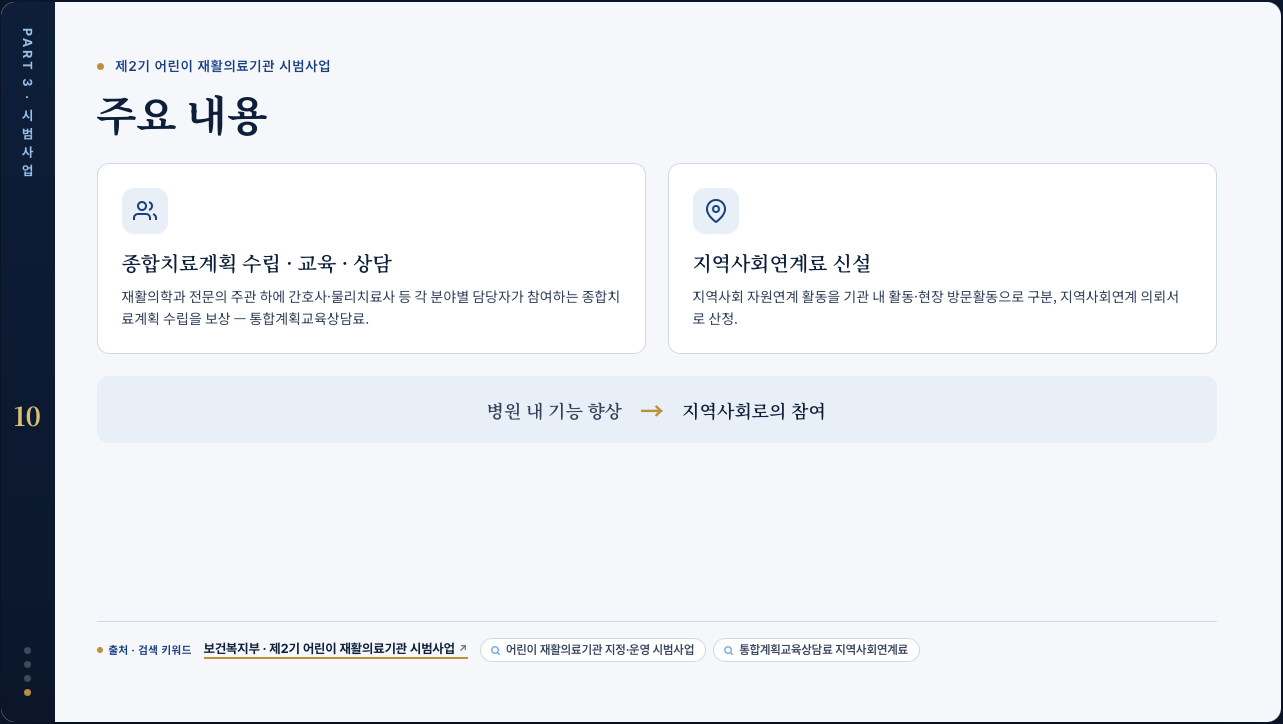 PART 3 · 시범사업
제2기 어린이 재활의료기관 시범사업
주요 내용
종합치료계획 수립 · 교육 · 상담
재활의학과 전문의 주관 하에 간호사·물리치료사 등 각 분야별 담당자가 참여하는 종합치
료계획 수립을 보상 — 통합계획교육상담료.
지역사회연계료 신설
지역사회 자원연계 활동을 기관 내 활동·현장 방문활동으로 구분, 지역사회연계 의뢰서
로 산정.
병원 내 기능 향상 → 지역사회로의 참여
10
출처 · 검색 키워드 보건복지부 · 제2기 어린이 재활의료기관 시범사업 ↗ 어린이 재활의료기관 지정·운영 시범사업 통합계획교육상담료 지역사회연계료